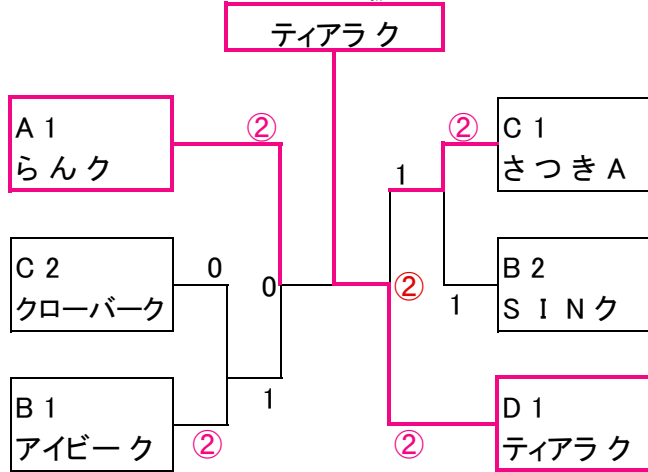 ティアラ ク
A 1
らん ク
②
②
C 1
さ つ き A
1
C 2
クローバーク
0
0
②
B 2
S I N ク
1
B 1
アイビー ク
②
1
②
D 1
ティアラ ク